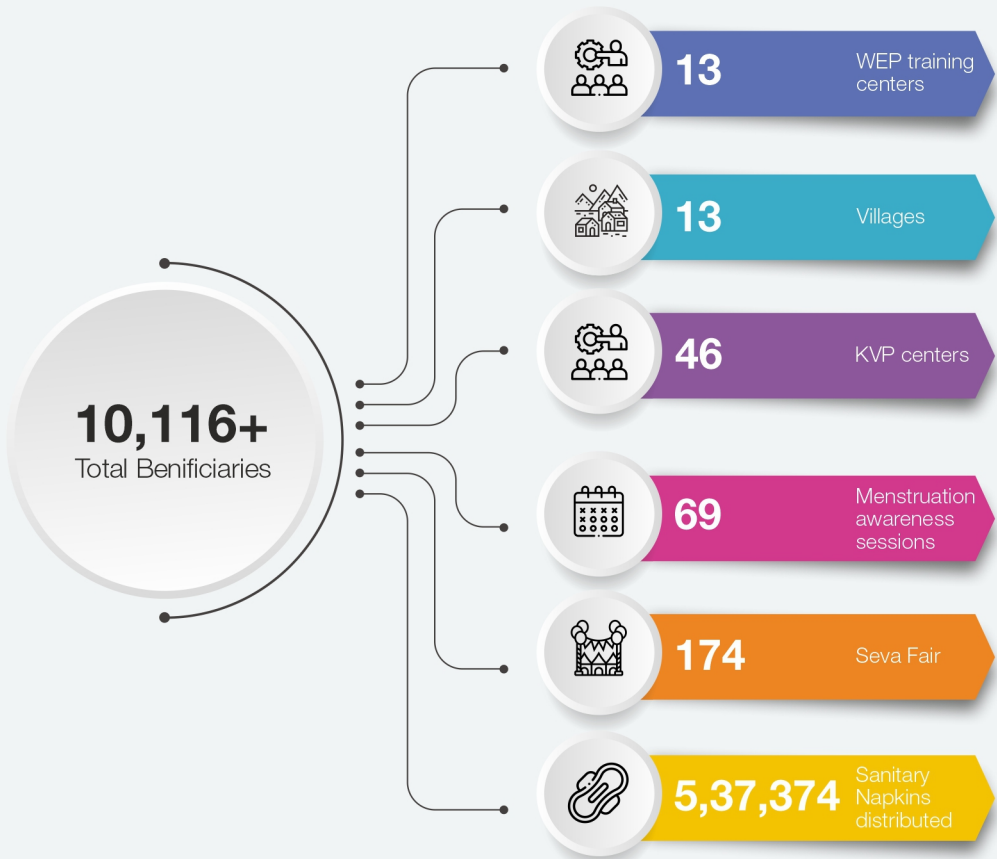 10,116+
Total Benificiaries
13
WEP training
centers
13
Villages
46
KVP centers
69
Menstruation
awareness
sessions
174
Seva Fair
5,37,374
Sanitary
Napkins
distributed